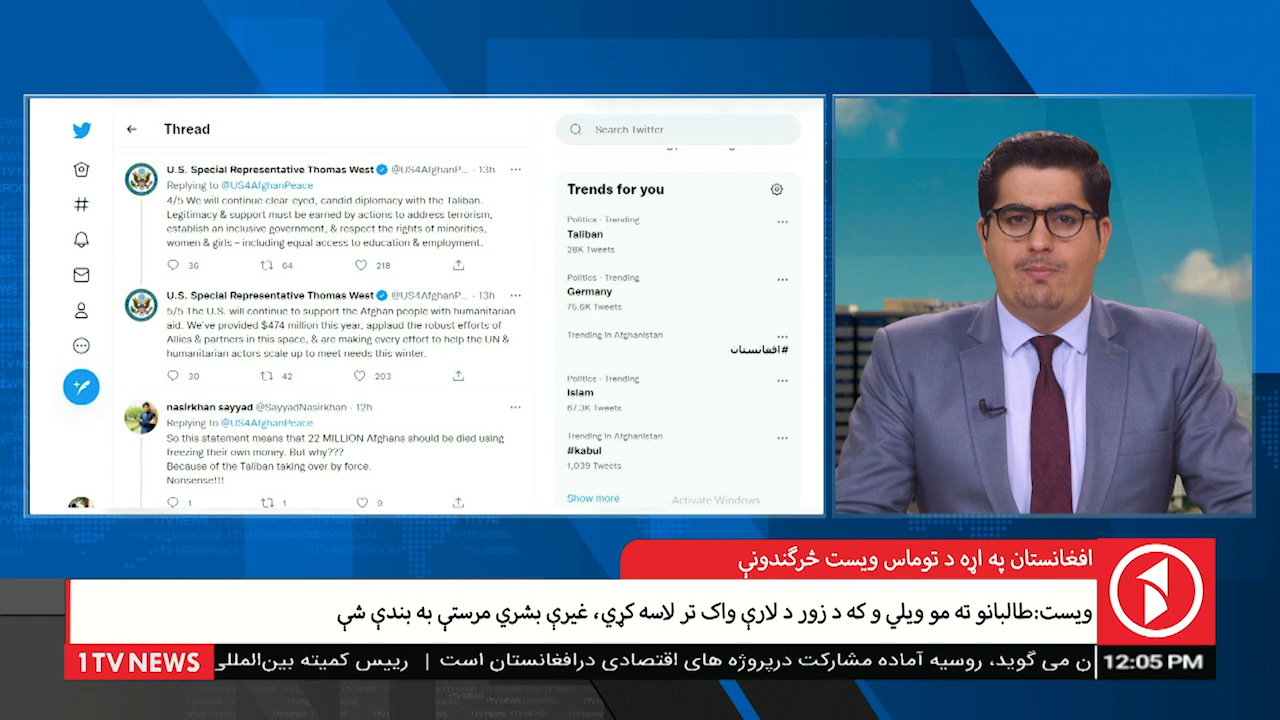 Thread
U.S. Special Representative Thomas West @US4AfghanP... · 13h
Replying to @US4AfghanPeace
4/5 We will continue clear-eyed, candid diplomacy with the Taliban.
Legitimacy & support must be earned by actions to address terrorism,
establish an inclusive government, & respect the rights of minorities,
women & girls – including equal access to education & employment.
36 64 218
U.S. Special Representative Thomas West @US4AfghanP... · 13h
5/5 The U.S. will continue to support the Afghan people with humanitarian
aid. We've provided $474 million this year, applaud the robust efforts of
Allies & partners in this space, & are making every effort to help the UN &
humanitarian actors scale up to meet needs this winter.
30 42 203
nasirkhan sayyad @SayyadNasirkhan · 12h
Replying to @US4AfghanPeace
So this statement means that 22 MILLION Afghans should be died using
freezing their own money. But why???
Because of the Taliban taking over by force.
Nonsense!!!
1 1 9
Search Twitter
Trends for you
Politics · Trending
Taliban
28K Tweets
Politics · Trending
Germany
75.6K Tweets
Trending in Afghanistan
#افغانستان
Politics · Trending
Islam
67.3K Tweets
Trending in Afghanistan
#kabul
1,039 Tweets
Show more
Activate Windows
افغانستان په اړه د توماس ویست څرګندونې
ویست:طالبانو ته مو ویلي و که د زور د لارې واک تر لاسه کړي، غیرې بشري مرستې به بندې شي
1TV NEWS
ن می گوید، روسیه آماده مشارکت درپروژه های اقتصادی درافغانستان است | رییس کمیته بین‌المللی
12:05 PM